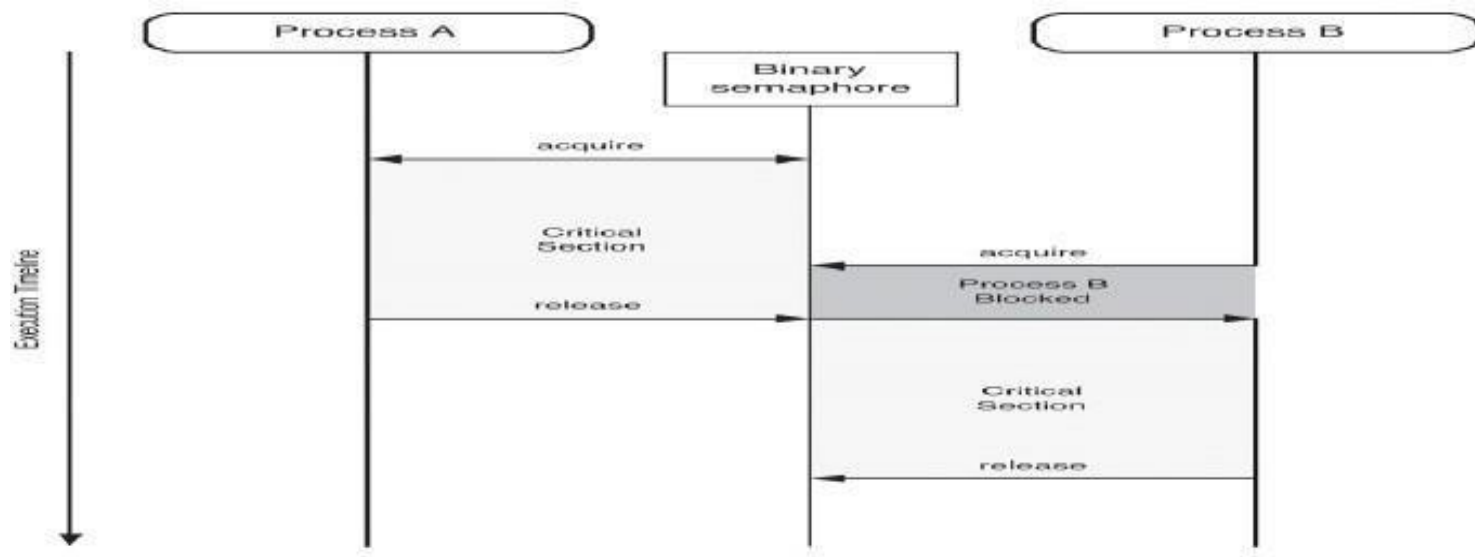 Process A
Process B
Binary
semaphore
acquire
Critical
Section
acquire
Process B
Blocked
release
Critical
Section
release
Execution Timeline